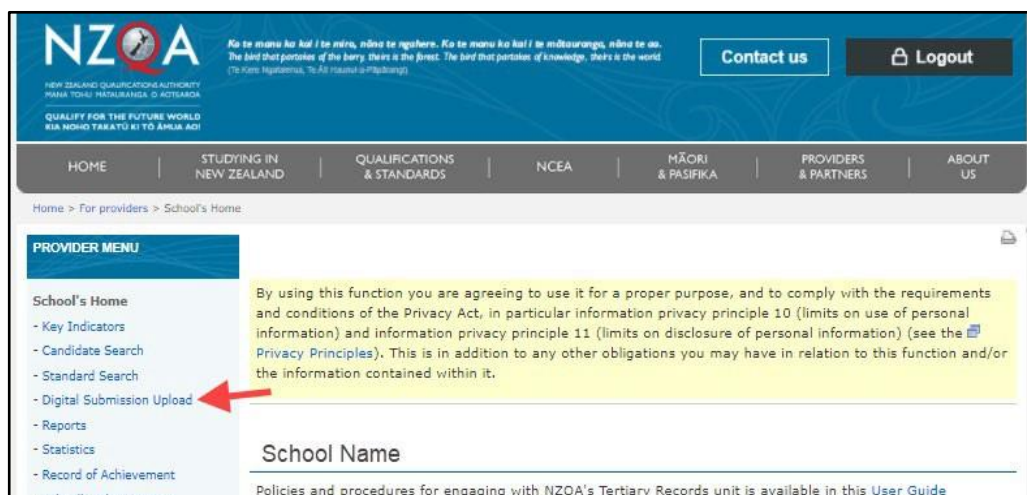 NZQA
NEW ZEALAND QUALIFICATIONS AUTHORITY
MANA TOHU MĀTAURANGA O AOTEAROA
QUALIFY FOR THE FUTURE WORLD
KIA NOHO TAKATŪ KI TŌ ĀMUA AO!
Ko te manu ka kai i te miro, nōna te ngahere. Ko te manu ka kai i te mātauranga, nōna te ao.
The bird that partakes of the berry, theirs is the forest. The bird that partakes of knowledge, theirs is the world
Contact us
Logout
HOME
STUDYING IN
NEW ZEALAND
QUALIFICATIONS
& STANDARDS
NCEA
MĀORI
& PASIFIKA
PROVIDERS
& PARTNERS
ABOUT
US
Home > For providers > School's Home
PROVIDER MENU
School's Home
- Key Indicators
- Candidate Search
- Standard Search
- Digital Submission Upload
- Reports
- Statistics
- Record of Achievement
By using this function you are agreeing to use it for a proper purpose, and to comply with the requirements
and conditions of the Privacy Act, in particular information privacy principle 10 (limits on use of personal
information) and information privacy principle 11 (limits on disclosure of personal information) (see the
Privacy Principles). This is in addition to any other obligations you may have in relation to this function and/or
the information contained within it.
School Name
Policies and procedures for engaging with NZQA's Tertiary Records unit is available in this User Guide